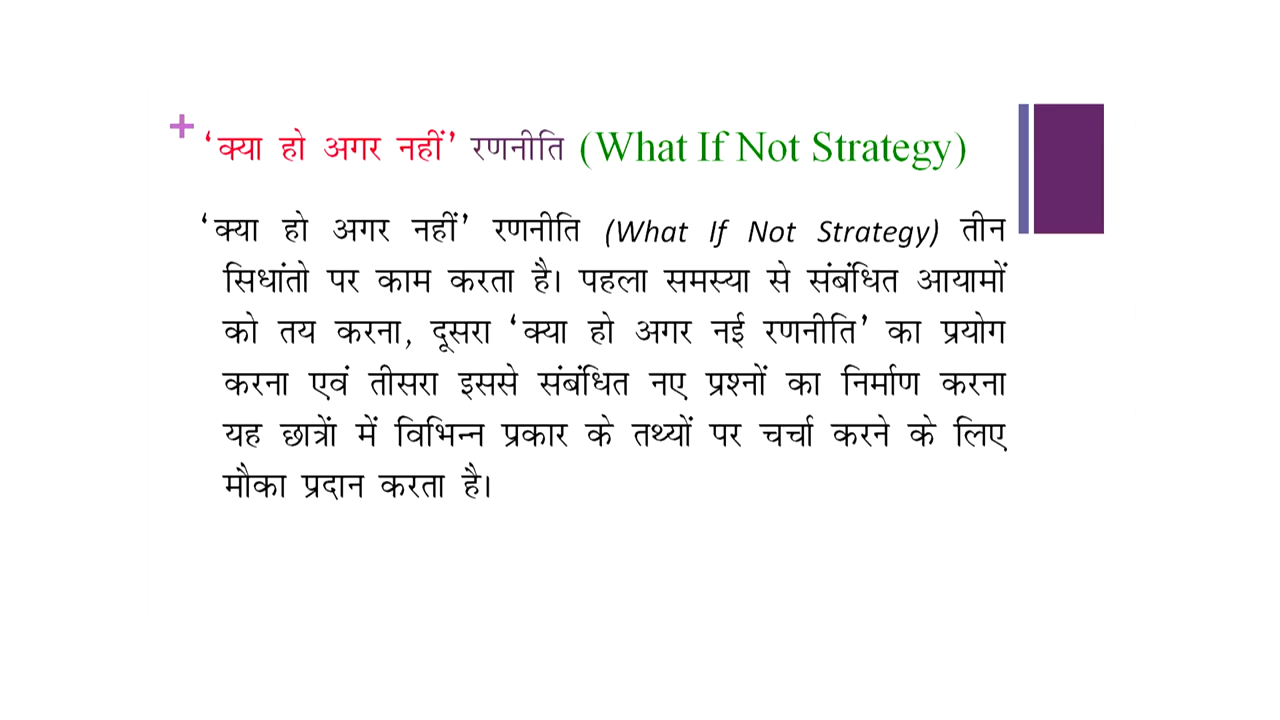 ‘क्या हो अगर नहीं’ रणनीति (What If Not Strategy)
‘क्या हो अगर नहीं’ रणनीति (What If Not Strategy) तीन
सिधांतो पर काम करता है। पहला समस्या से संबंधित आयामों
को तय करना, दूसरा ‘क्या हो अगर नई रणनीति’ का प्रयोग
करना एवं तीसरा इससे संबंधित नए प्रश्नों का निर्माण करना
यह छात्रों में विभिन्न प्रकार के तथ्यों पर चर्चा करने के लिए
मौका प्रदान करता है।